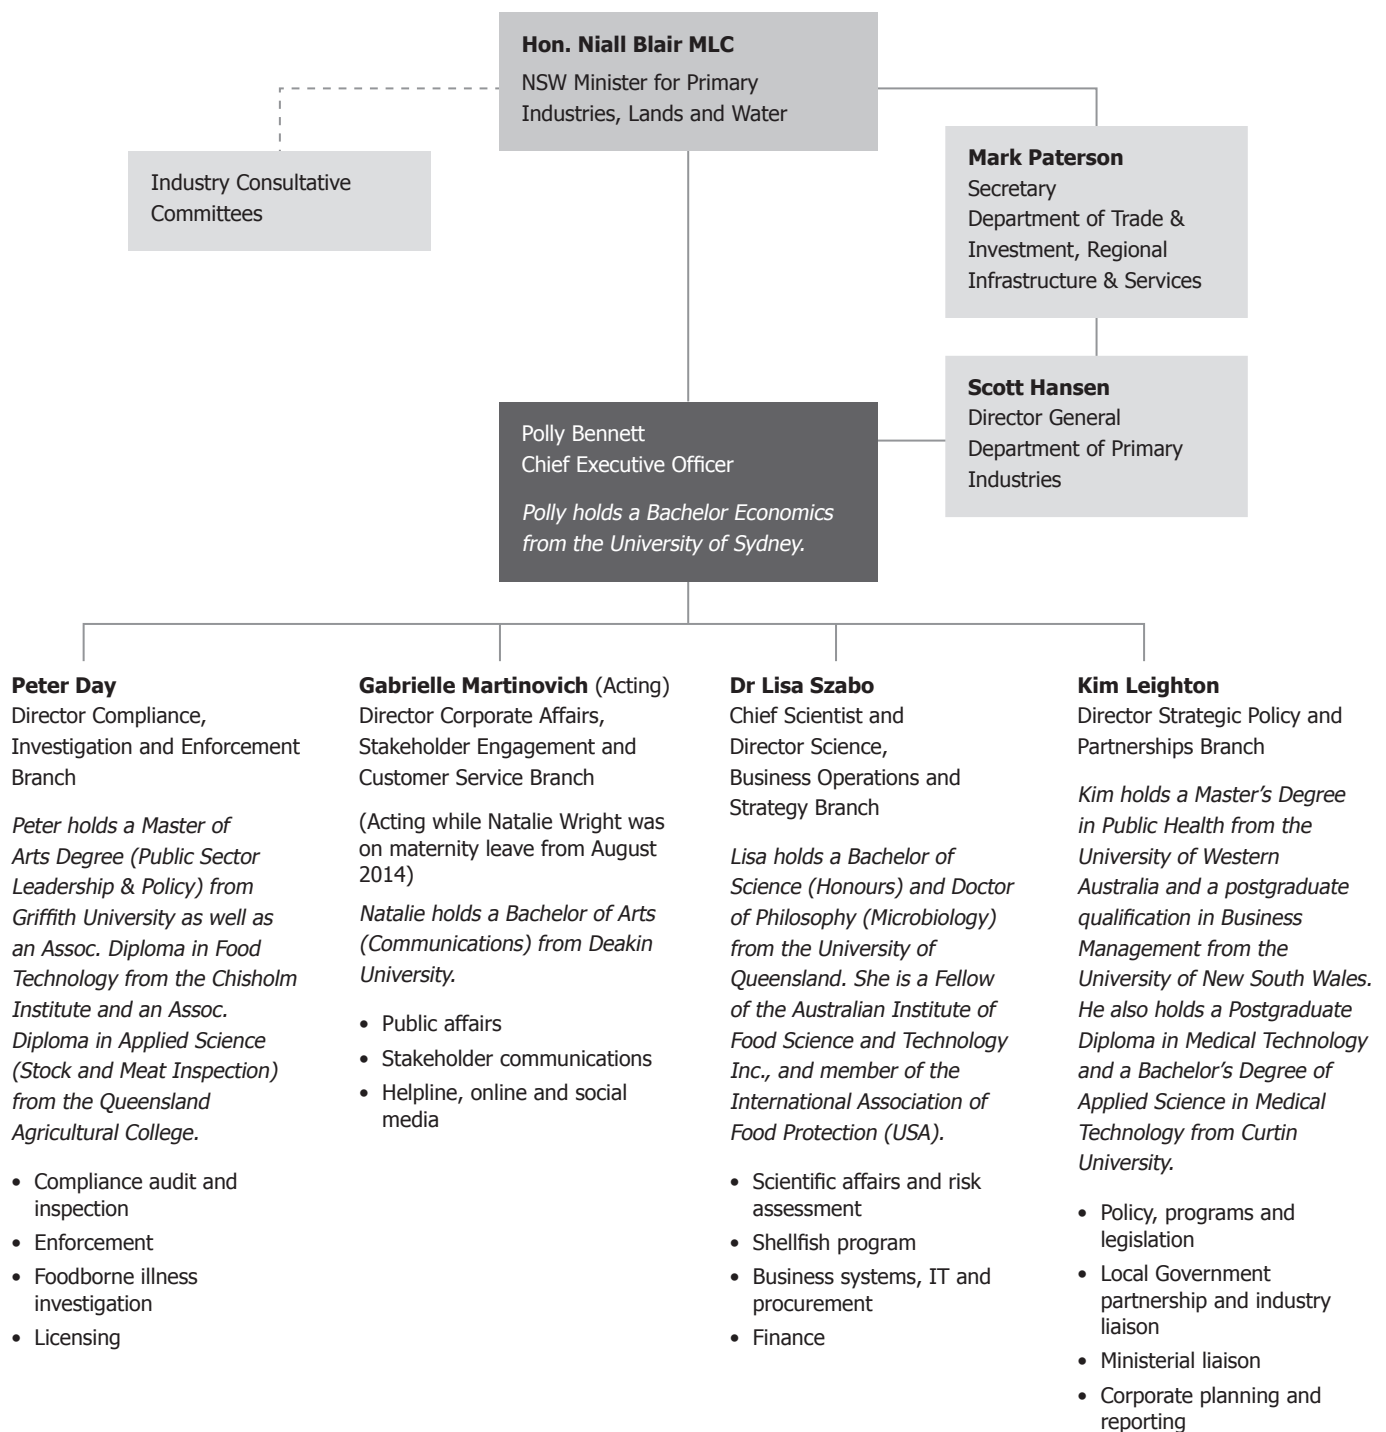 Hon. Niall Blair MLC
NSW Minister for Primary
Industries, Lands and Water
Industry Consultative
Committees
Mark Paterson
Secretary
Department of Trade &
Investment, Regional
Infrastructure & Services
Scott Hansen
Director General
Department of Primary
Industries
Polly Bennett
Chief Executive Officer
Polly holds a Bachelor Economics
from the University of Sydney.
Peter Day
Director Compliance,
Investigation and Enforcement
Branch
Peter holds a Master of
Arts Degree (Public Sector
Leadership & Policy) from
Griffith University as well as
an Assoc. Diploma in Food
Technology from the Chisholm
Institute and an Assoc.
Diploma in Applied Science
(Stock and Meat Inspection)
from the Queensland
Agricultural College.
• Compliance audit and
inspection
• Enforcement
• Foodborne illness
investigation
• Licensing
Gabrielle Martinovich (Acting)
Director Corporate Affairs,
Stakeholder Engagement and
Customer Service Branch
(Acting while Natalie Wright was
on maternity leave from August
2014)
Natalie holds a Bachelor of Arts
(Communications) from Deakin
University.
• Public affairs
• Stakeholder communications
• Helpline, online and social
media
Dr Lisa Szabo
Chief Scientist and
Director Science,
Business Operations and
Strategy Branch
Lisa holds a Bachelor of
Science (Honours) and Doctor
of Philosophy (Microbiology)
from the University of
Queensland. She is a Fellow
of the Australian Institute of
Food Science and Technology
Inc., and member of the
International Association of
Food Protection (USA).
• Scientific affairs and risk
assessment
• Shellfish program
• Business systems, IT and
procurement
• Finance
Kim Leighton
Director Strategic Policy and
Partnerships Branch
Kim holds a Master’s Degree
in Public Health from the
University of Western
Australia and a postgraduate
qualification in Business
Management from the
University of New South Wales.
He also holds a Postgraduate
Diploma in Medical Technology
and a Bachelor’s Degree of
Applied Science in Medical
Technology from Curtin
University.
• Policy, programs and
legislation
• Local Government
partnership and industry
liaison
• Ministerial liaison
• Corporate planning and
reporting